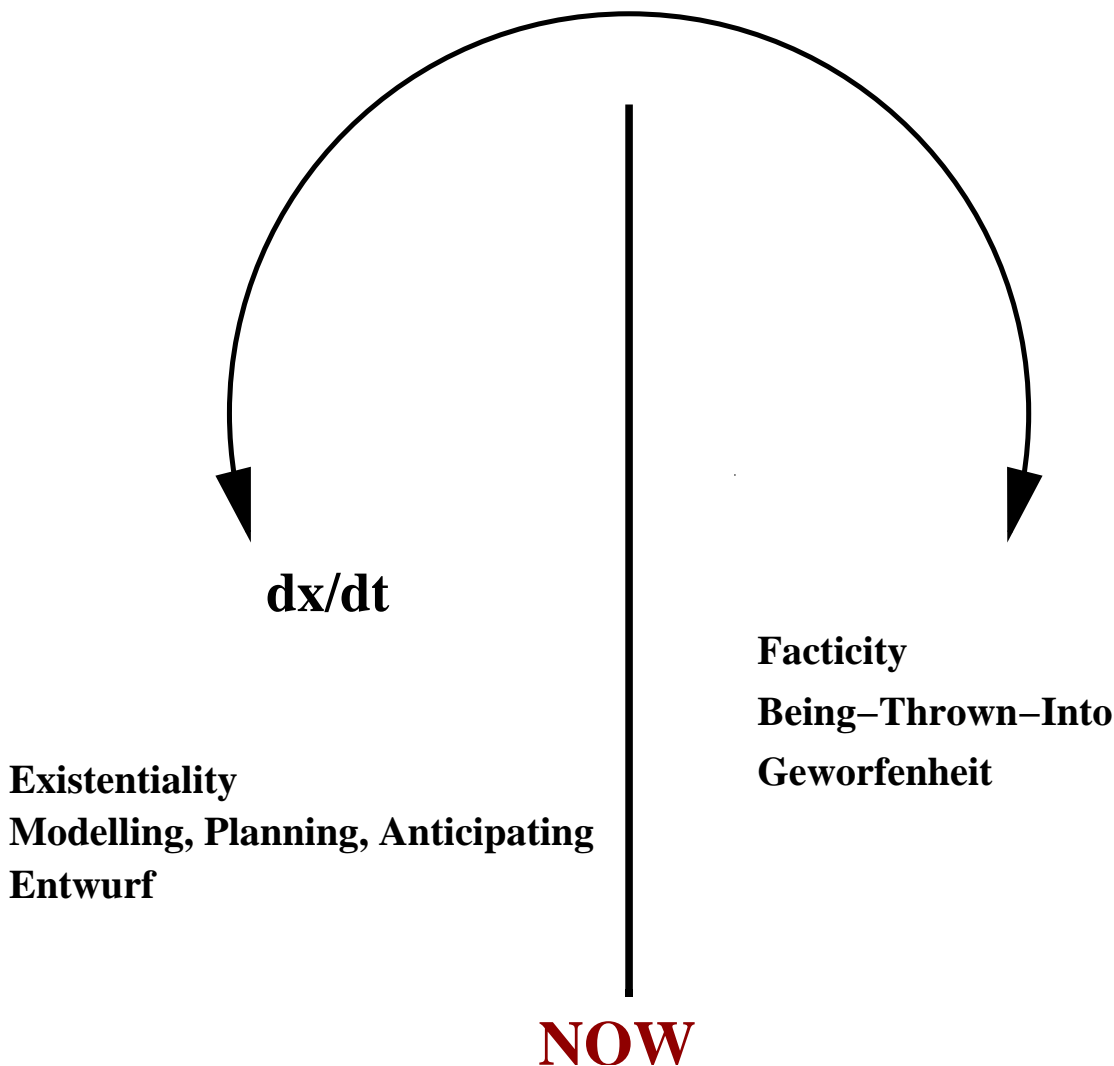 dx/dt
Existentiality
Modelling, Planning, Anticipating
Entwurf
Facticity
Being–Thrown–Into
Geworfenheit
NOW